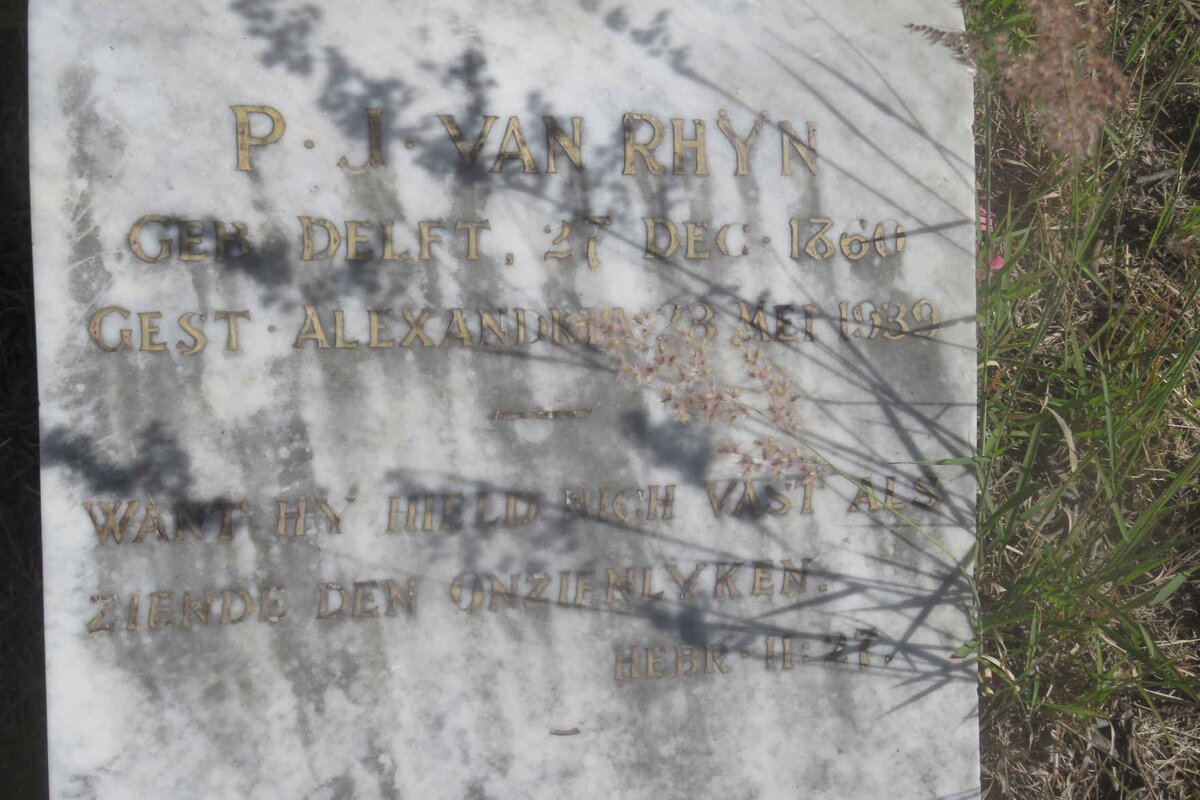 P. J. VAN RHYN
GEB. DELFT, 27 DEC. 1860
GEST. ALEXANDRIA 23 MEI 1939
WANT HY HIELD ZICH VAST ALS
ZIENDE DEN ONZIENLYKEN.
HEBR. 11:27.